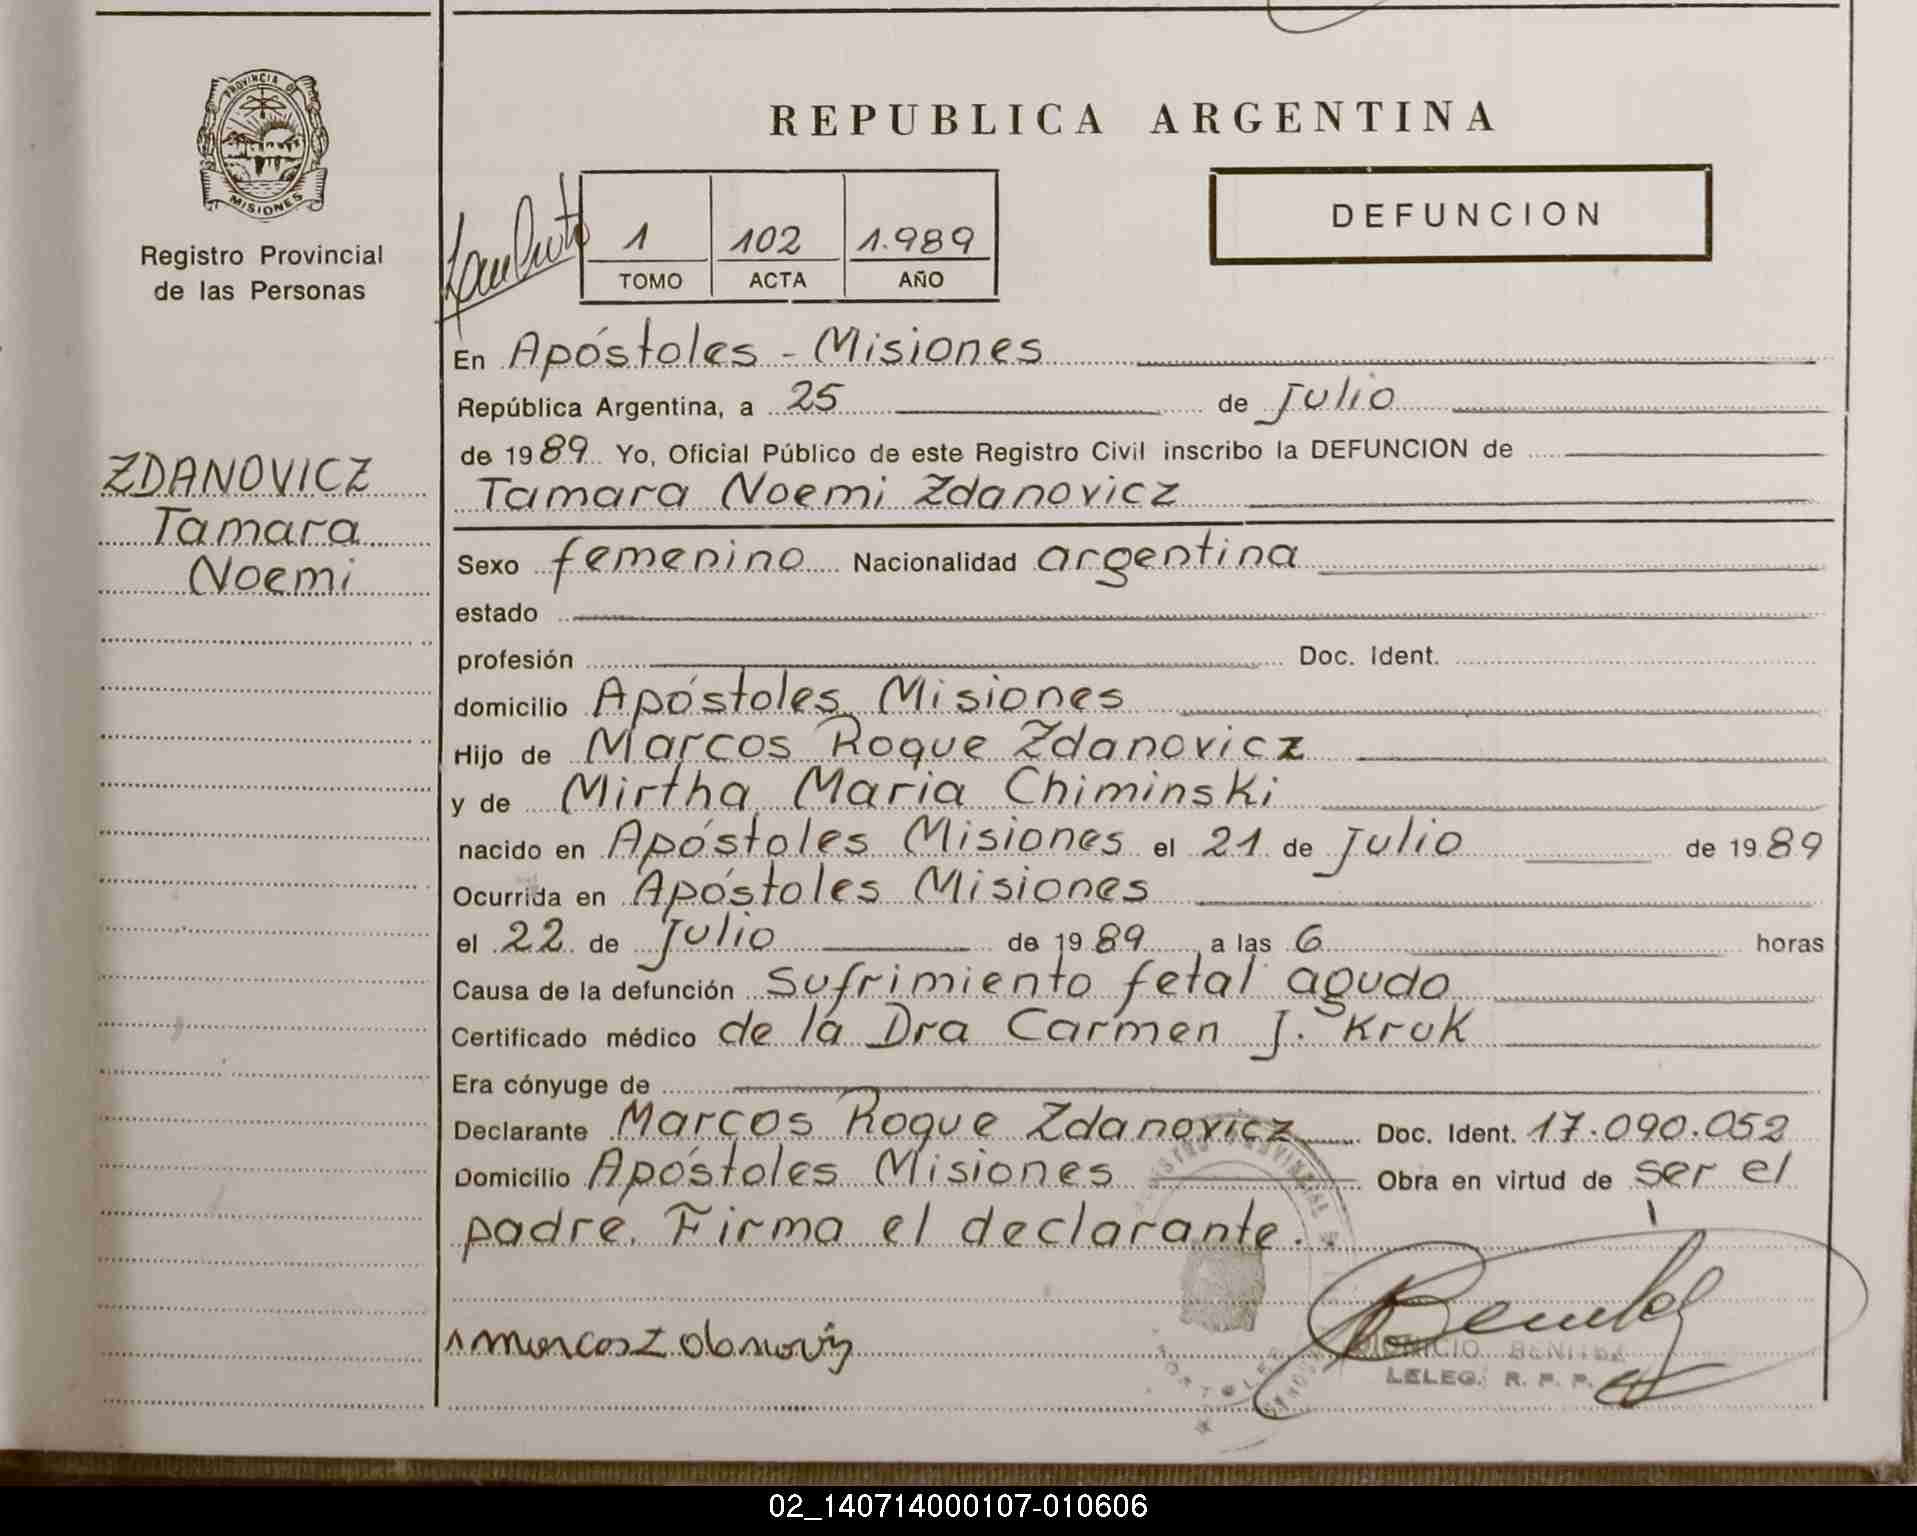 PROVINCIA DE
MISIONES
Registro Provincial
de las Personas
ZDANOVICZ
Tamara
Noemi
REPUBLICA ARGENTINA
1 102 1.989
TOMO ACTA AÑO
DEFUNCION
En Apóstoles - Misiones
República Argentina, a 25 de Julio
de 1989 Yo, Oficial Público de este Registro Civil inscribo la DEFUNCION de
Tamara Noemi Zdanovicz
Sexo femenino Nacionalidad argentina
estado
profesión Doc. Ident.
domicilio Apóstoles Misiones
Hijo de Marcos Roque Zdanovicz
y de Mirtha Maria Chiminski
nacido en Apóstoles Misiones el 21 de Julio de 1989
Ocurrida en Apóstoles Misiones
el 22 de Julio de 1989 a las 6 horas
Causa de la defunción sufrimiento fetal agudo
Certificado médico de la Dra Carmen J. Kruk
Era cónyuge de
Declarante Marcos Roque Zdanovicz Doc. Ident. 17.090.052
Domicilio Apóstoles Misiones Obra en virtud de ser el
padre. Firma el declarante.
DIONICIO BENITEZ
LELEG. R. P. P.
02_140714000107-010606